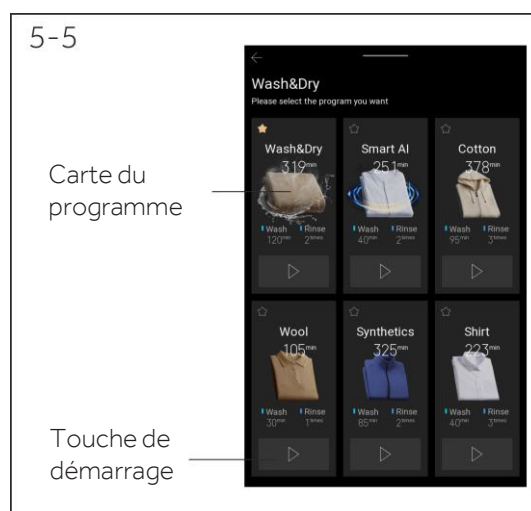 5-5
Wash&Dry
Please select the program you want
Wash&Dry Smart AI Cotton
319min 251min 378min
Carte du
programme
Wash Rinse Wash Rinse Wash Rinse
120min 2times 40min 2times 95min 3times
Wool Synthetics Shirt
105min 325min 223min
Wash Rinse Wash Rinse Wash Rinse
30min 1times 85min 2times 40min 3times
Touche de
démarrage